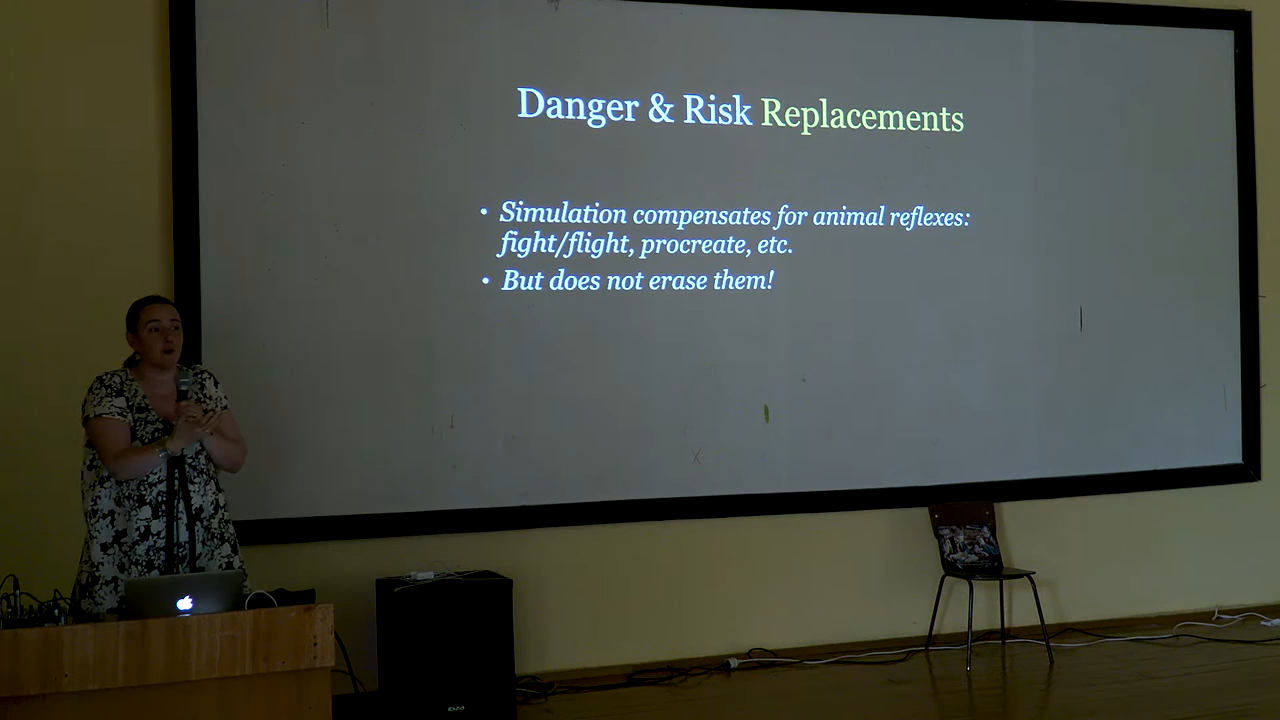 Danger & Risk Replacements
• Simulation compensates for animal reflexes:
fight/flight, procreate, etc.
• But does not erase them!